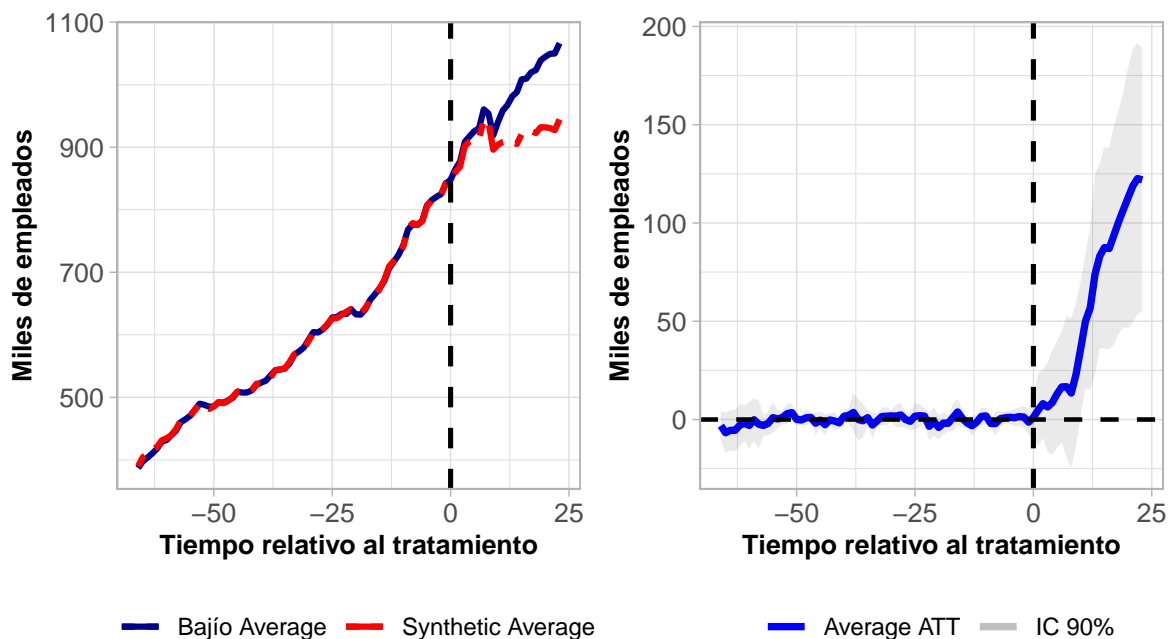 Miles de empleados
1100
900
700
500
−50
−25
0
25
Tiempo relativo al tratamiento
Bajío Average
Synthetic Average
Miles de empleados
200
150
100
50
0
−50
−25
0
25
Tiempo relativo al tratamiento
Average ATT
IC 90%